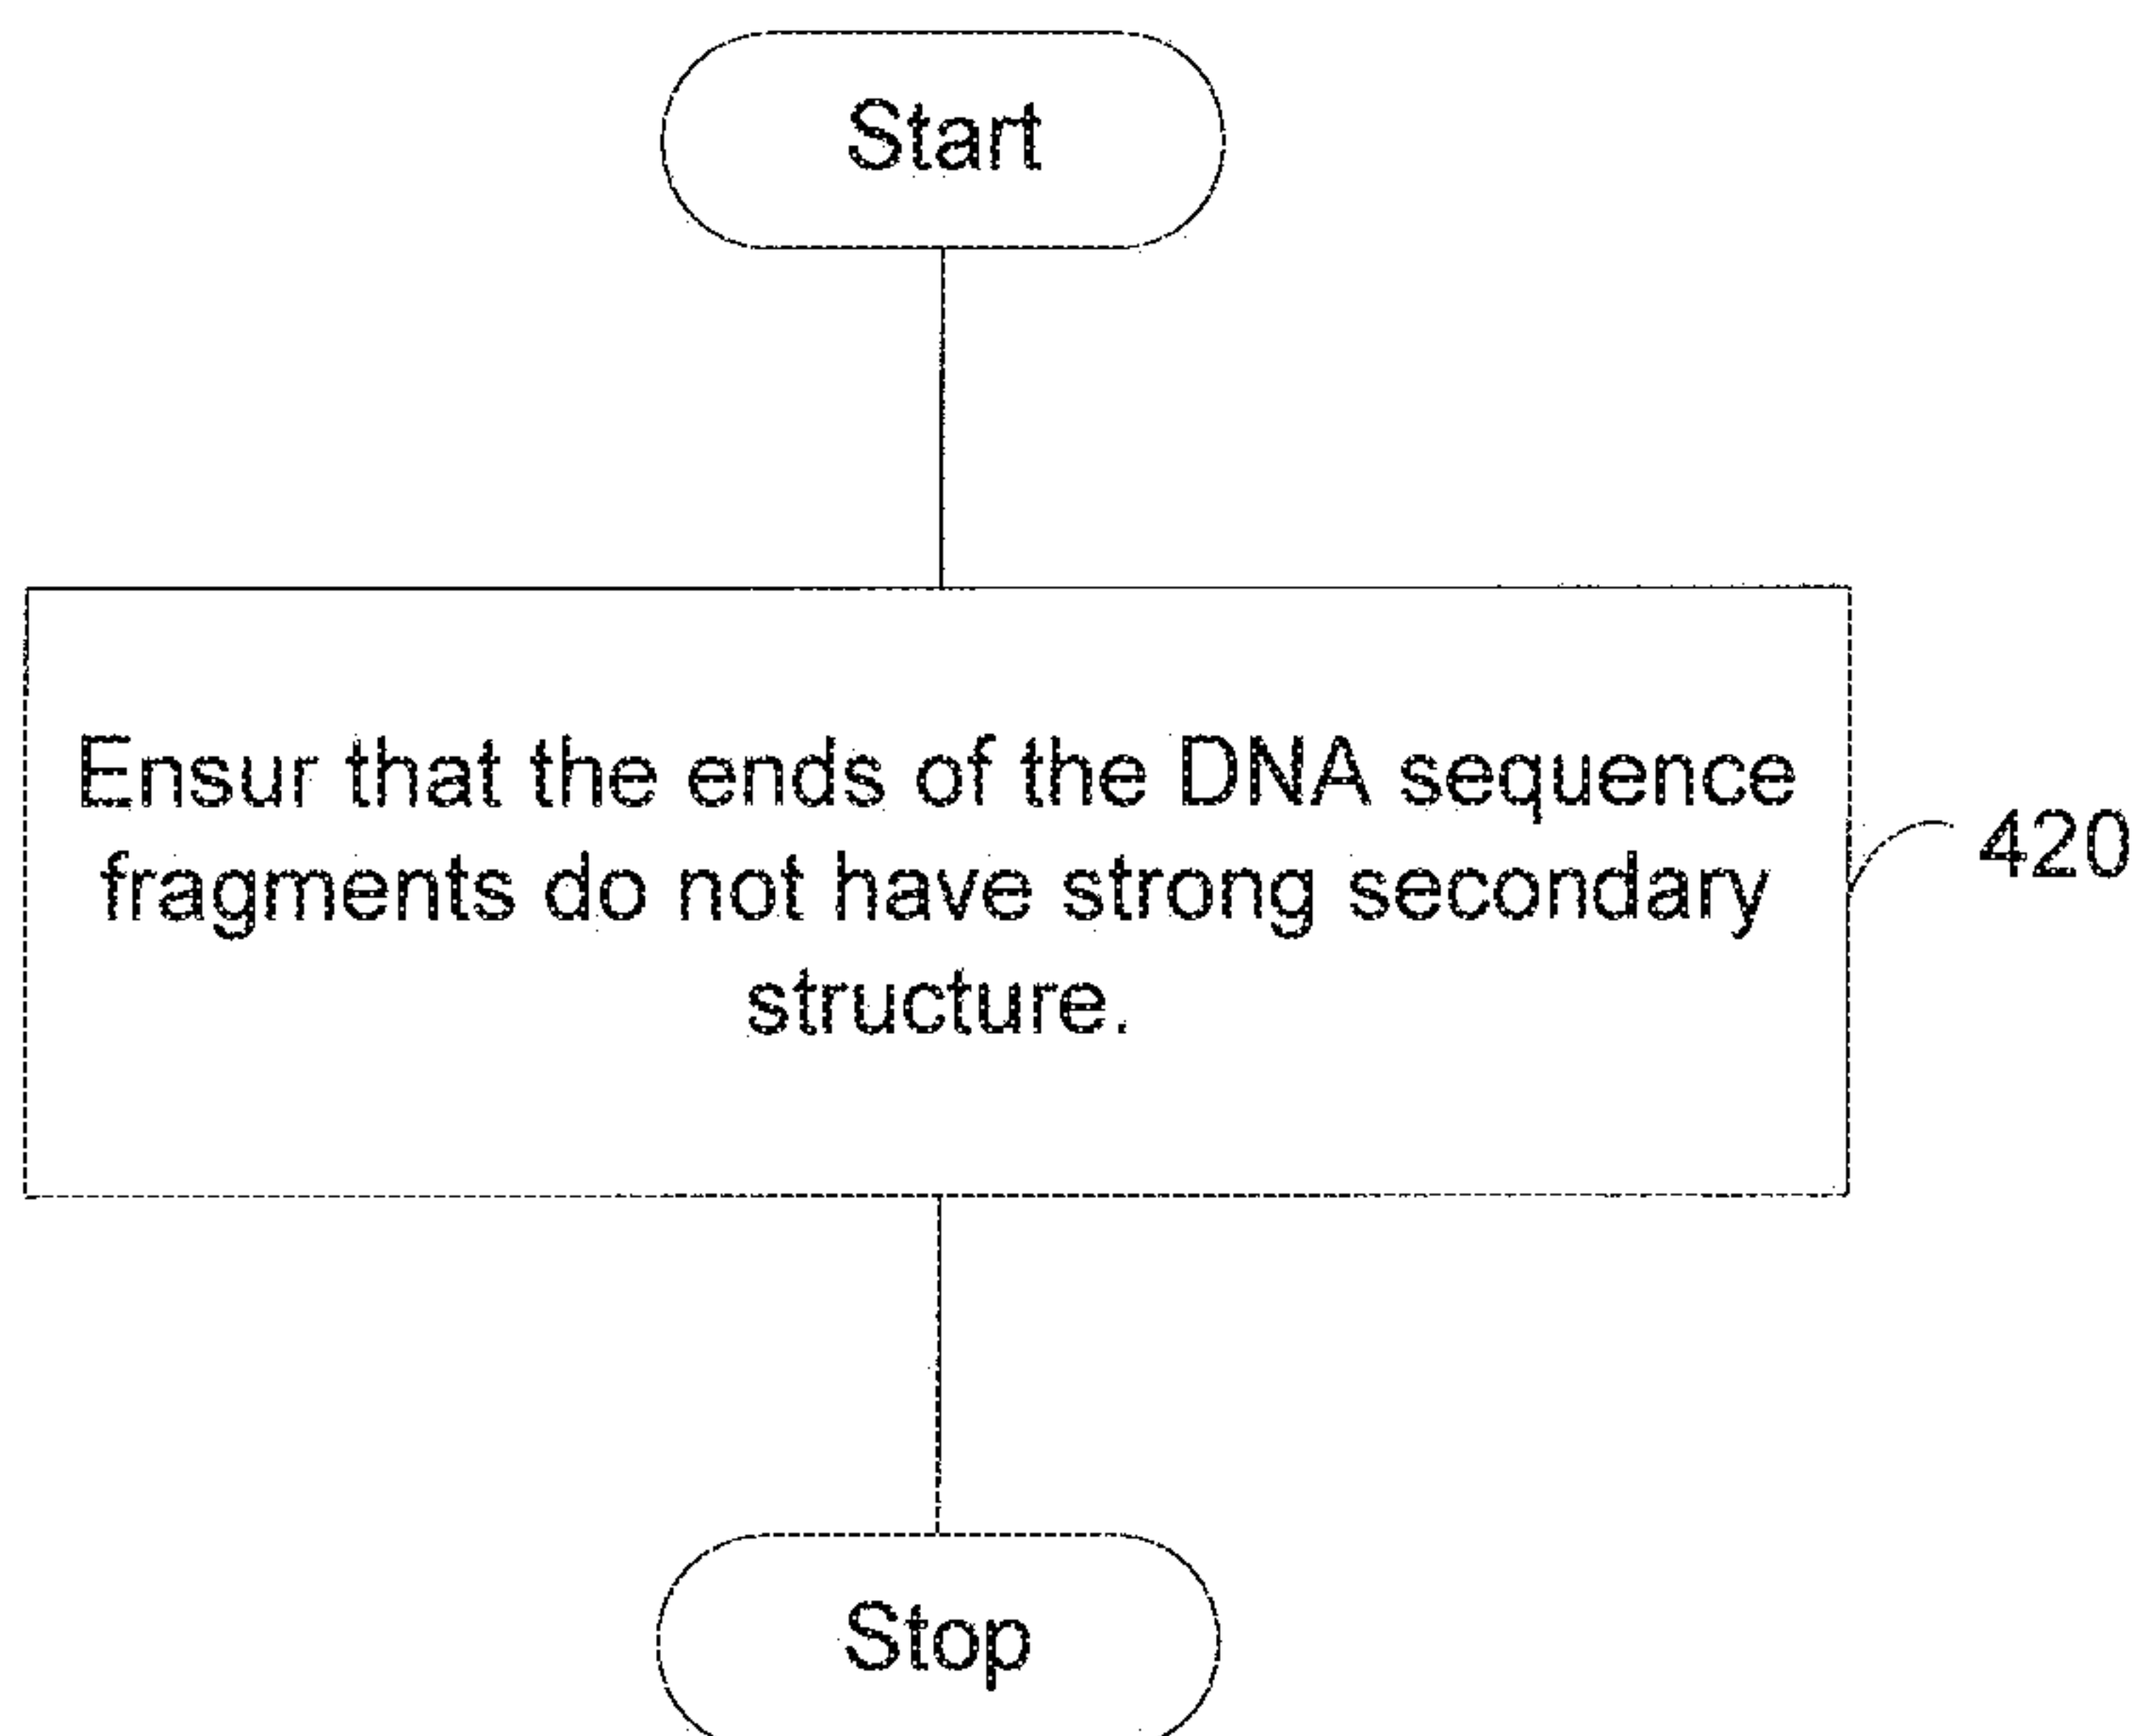 Start
Ensur that the ends of the DNA sequence
fragments do not have strong secondary
structure.
420
Stop